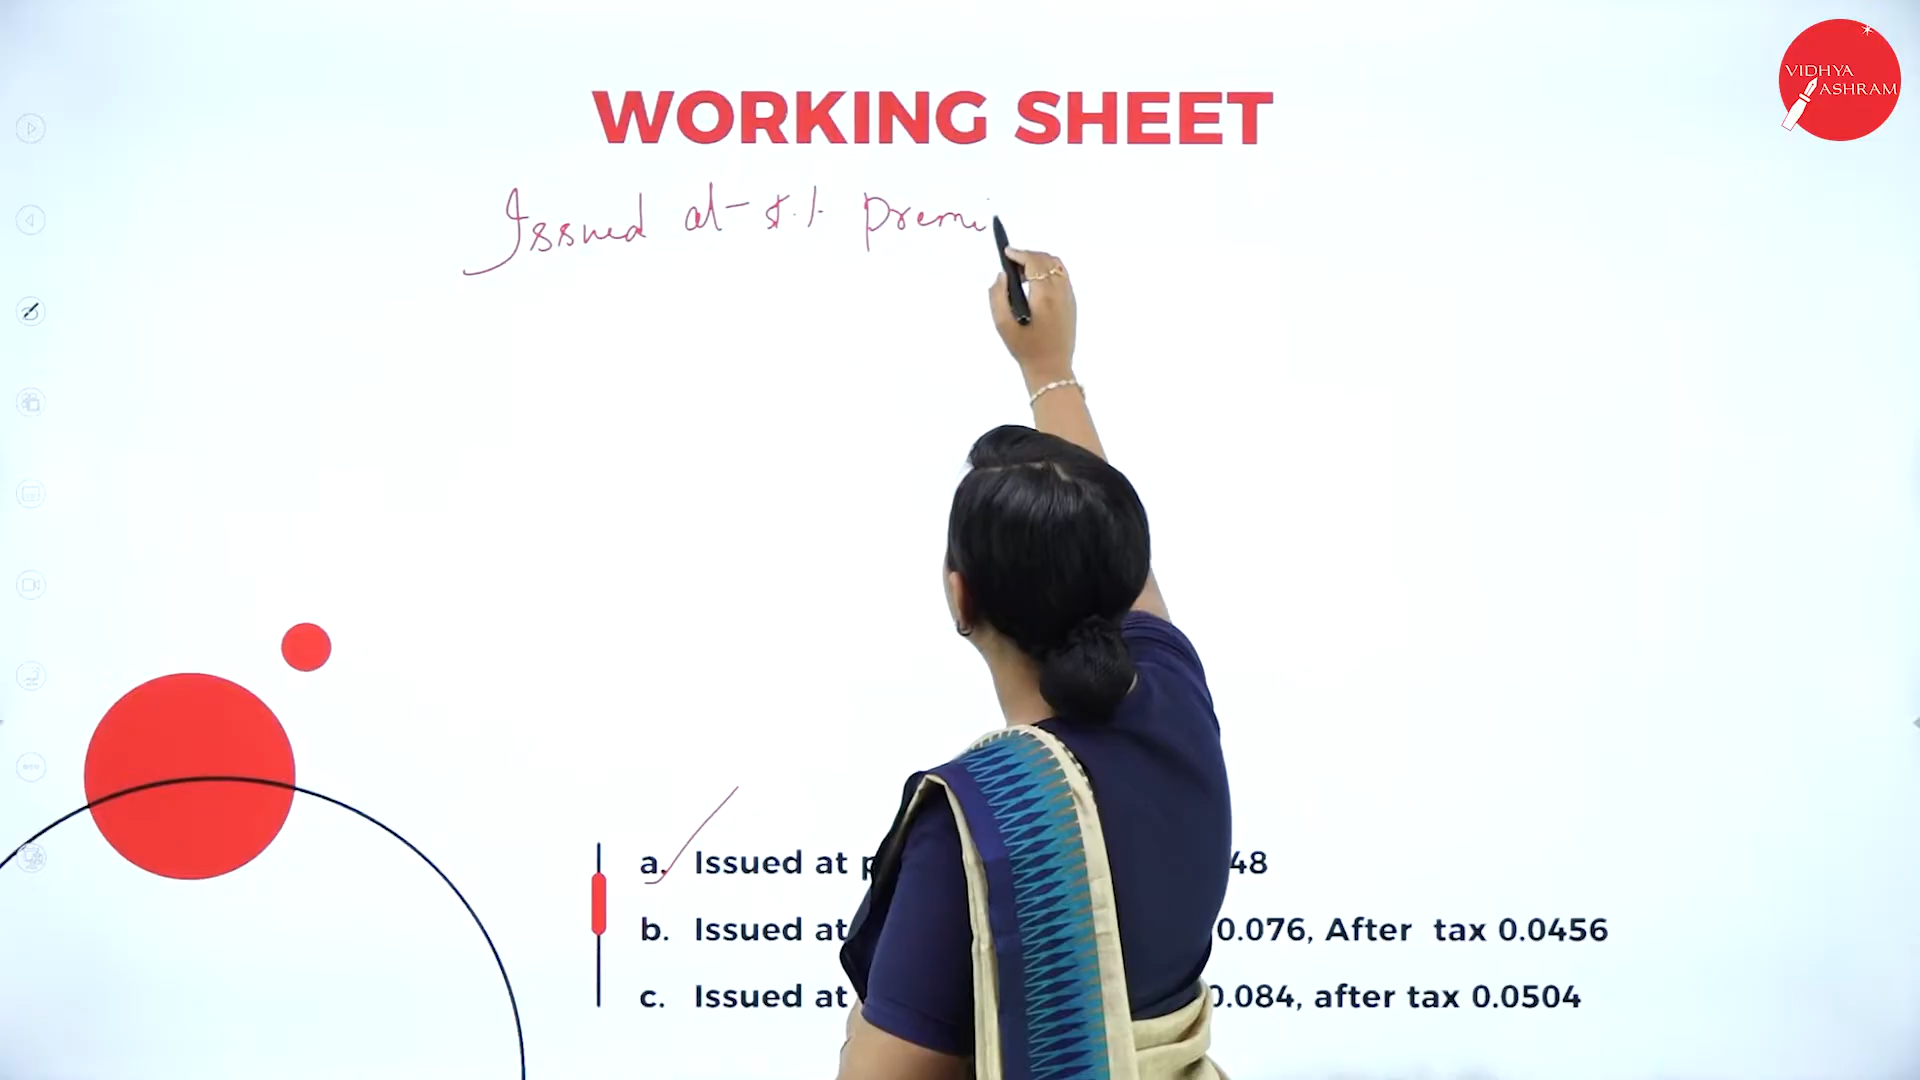 VIDHYA
ASHRAM
WORKING SHEET
Issued at 5% premi
a. Issued at p 48
b. Issued at 0.076, After tax 0.0456
c. Issued at 0.084, after tax 0.0504